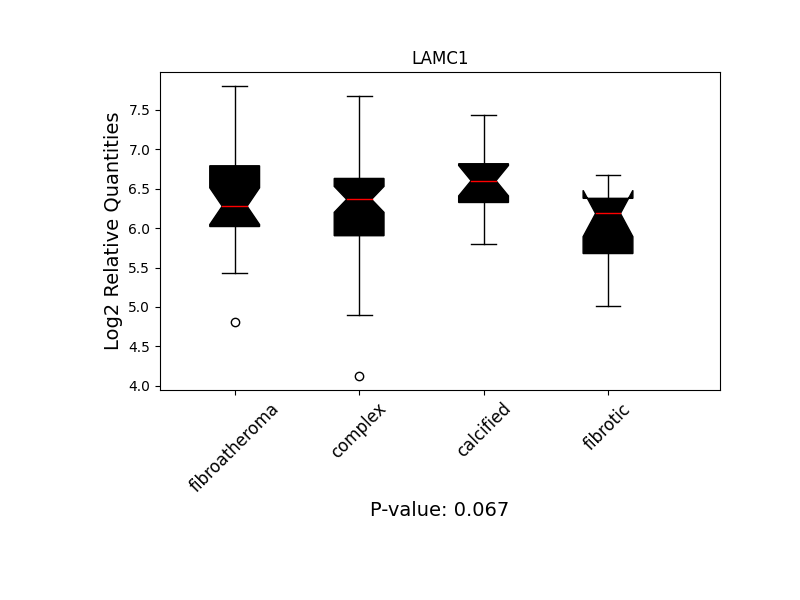 LAMC1
Log2 Relative Quantities
7.5
7.0
6.5
6.0
5.5
5.0
4.5
4.0
fibroatheroma
complex
calcified
fibrotic
P-value: 0.067